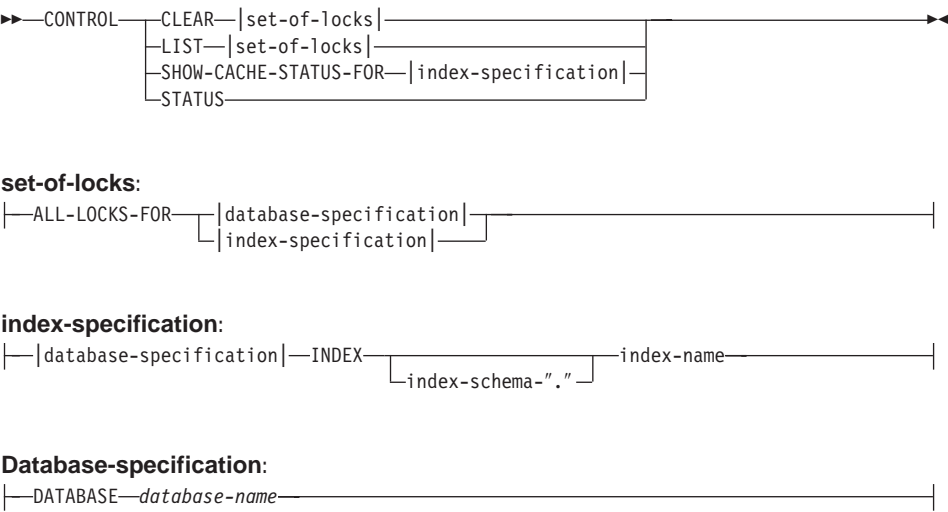 CONTROL CLEAR |set-of-locks|
LIST |set-of-locks|
SHOW-CACHE-STATUS-FOR |index-specification|
STATUS
set-of-locks:
ALL-LOCKS-FOR |database-specification|
|index-specification|
index-specification:
|database-specification| INDEX index-name
index-schema-"."
Database-specification:
DATABASE database-name